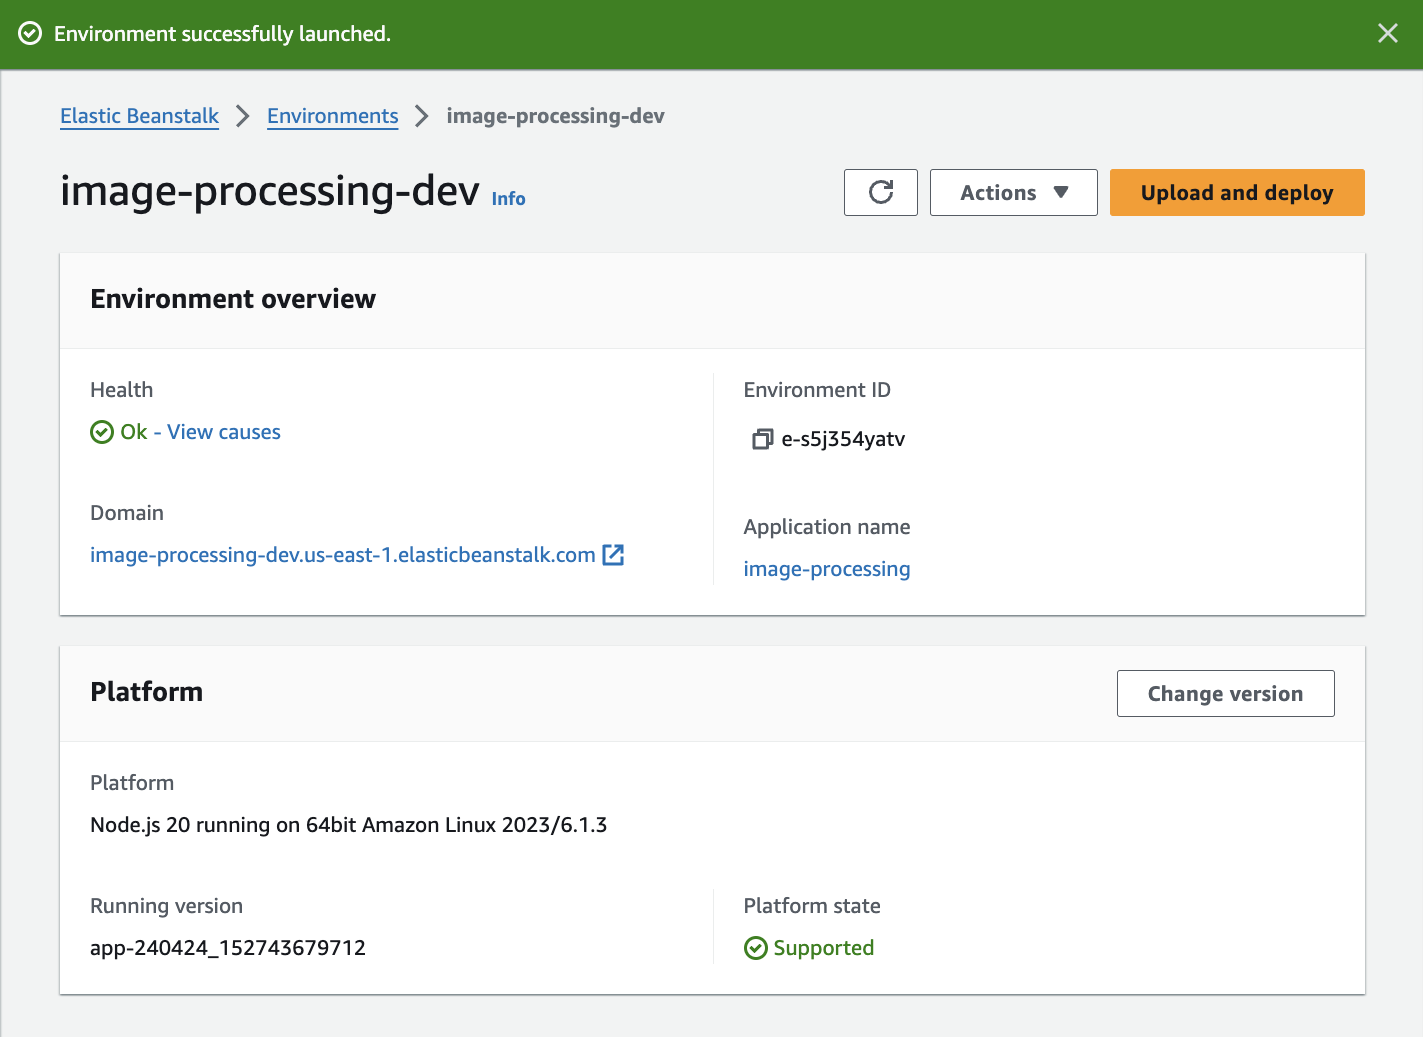 Environment successfully launched.
Elastic Beanstalk > Environments > image-processing-dev
image-processing-dev Info
Actions
Upload and deploy
Environment overview
Health
Ok - View causes
Domain
image-processing-dev.us-east-1.elasticbeanstalk.com
Environment ID
e-s5j354yatv
Application name
image-processing
Platform
Change version
Platform
Node.js 20 running on 64bit Amazon Linux 2023/6.1.3
Running version
app-240424_152743679712
Platform state
Supported